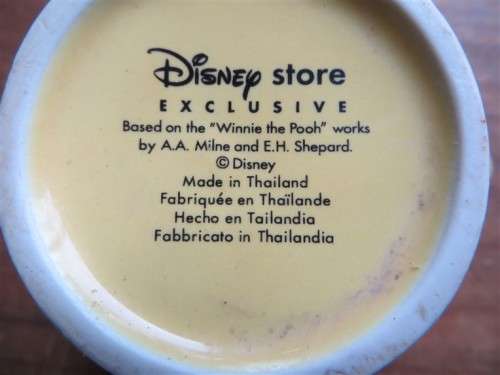 Disney store
EXCLUSIVE
Based on the "Winnie the Pooh" works
by A.A. Milne and E.H. Shepard.
© Disney
Made in Thailand
Fabriquée en Thaïlande
Hecho en Tailandia
Fabbricato in Thailandia